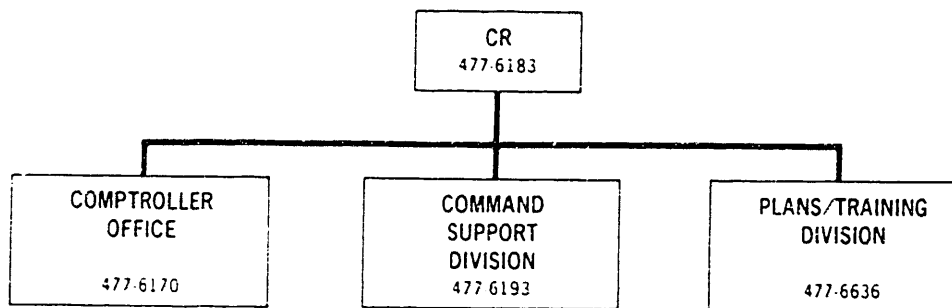 CR
477-6183
COMPTROLLER
OFFICE
477-6170
COMMAND
SUPPORT
DIVISION
477 6193
PLANS/TRAINING
DIVISION
477-6636